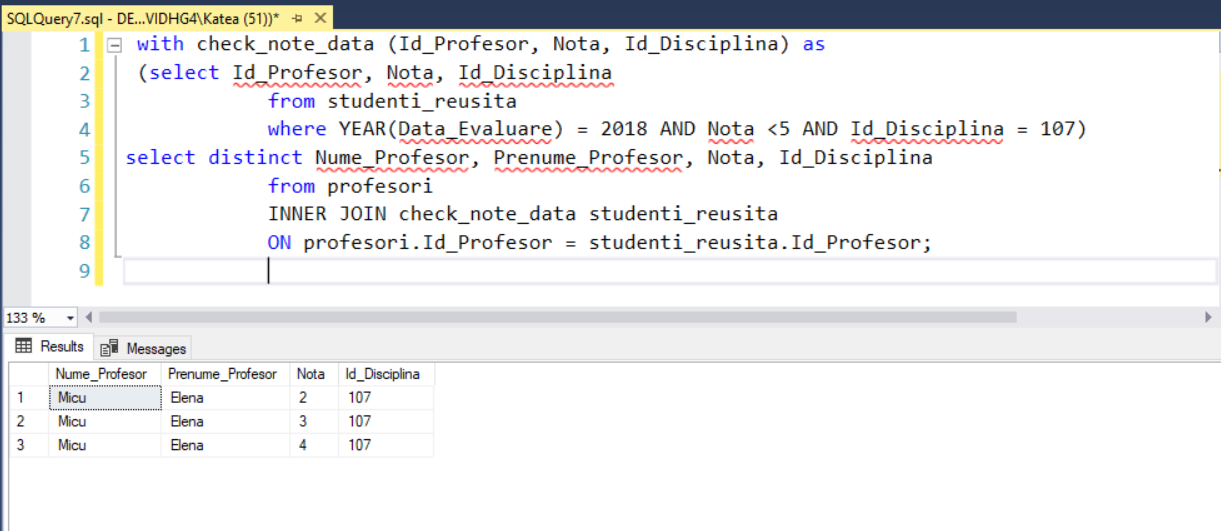 SQLQuery7.sql - DE...VIDHG4\Katea (51))*
1 with check_note_data (Id_Profesor, Nota, Id_Disciplina) as
2 (select Id_Profesor, Nota, Id_Disciplina
3 from studenti_reusita
4 where YEAR(Data_Evaluare) = 2018 AND Nota <5 AND Id_Disciplina = 107)
5 select distinct Nume_Profesor, Prenume_Profesor, Nota, Id_Disciplina
6 from profesori
7 INNER JOIN check_note_data studenti_reusita
8 ON profesori.Id_Profesor = studenti_reusita.Id_Profesor;
9
133 %
Results Messages
Nume_Profesor Prenume_Profesor Nota Id_Disciplina
1 Micu Elena 2 107
2 Micu Elena 3 107
3 Micu Elena 4 107